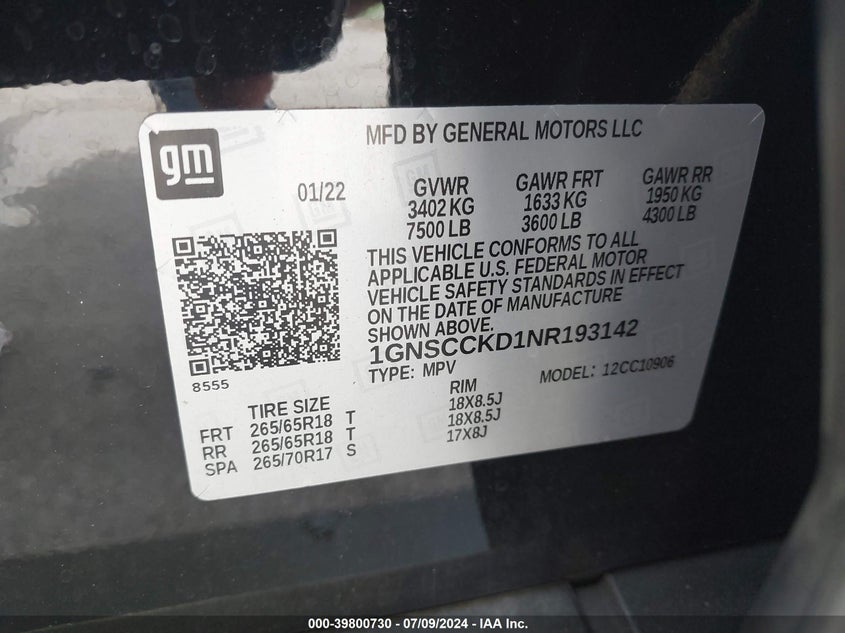 gm
MFD BY GENERAL MOTORS LLC
01/22
GVWR GAWR FRT GAWR RR
3402 KG 1633 KG 1950 KG
7500 LB 3600 LB 4300 LB
THIS VEHICLE CONFORMS TO ALL
APPLICABLE U.S. FEDERAL MOTOR
VEHICLE SAFETY STANDARDS IN EFFECT
ON THE DATE OF MANUFACTURE
SHOWN ABOVE.
1GNSCCKD1NR193142
8555
TYPE: MPV MODEL: 12CC10906
TIRE SIZE RIM
FRT 265/65R18 T 18X8.5J
RR 265/65R18 T 18X8.5J
SPA 265/70R17 S 17X8J
000-39800730 - 07/09/2024 - IAA Inc.